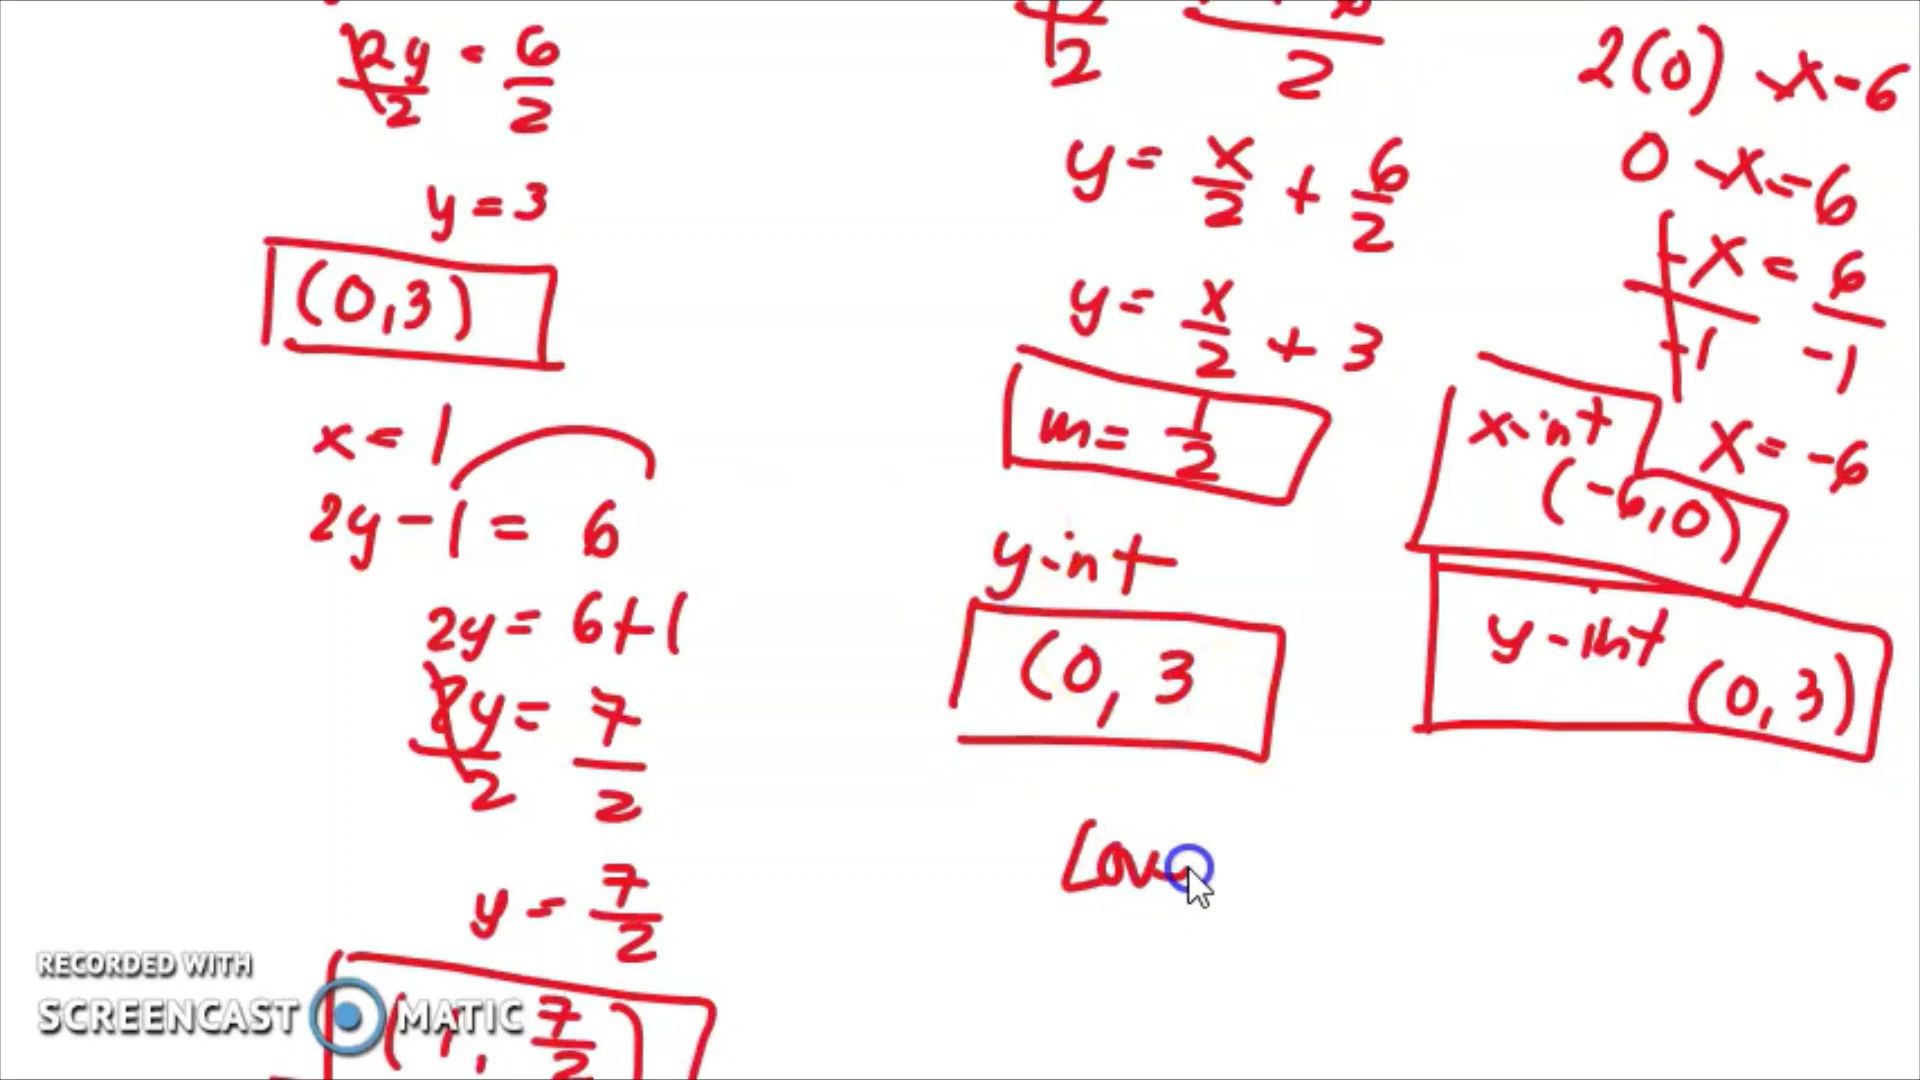 2y/2 = 6/2
y = 3
(0,3)
x = 1
2y - 1 = 6
2y = 6+1
2y/2 = 7/2
y = 7/2
(1, 7/2)
2
2
y = x/2 + 6/2
y = x/2 + 3
m = 1/2
y-int
(0, 3
Lov
2(0) -x-6
0 -x=-6
-x/-1 = 6/-1
x = -6
x-int
(-6,0)
y-int (0,3)
RECORDED WITH
SCREENCAST MATIC